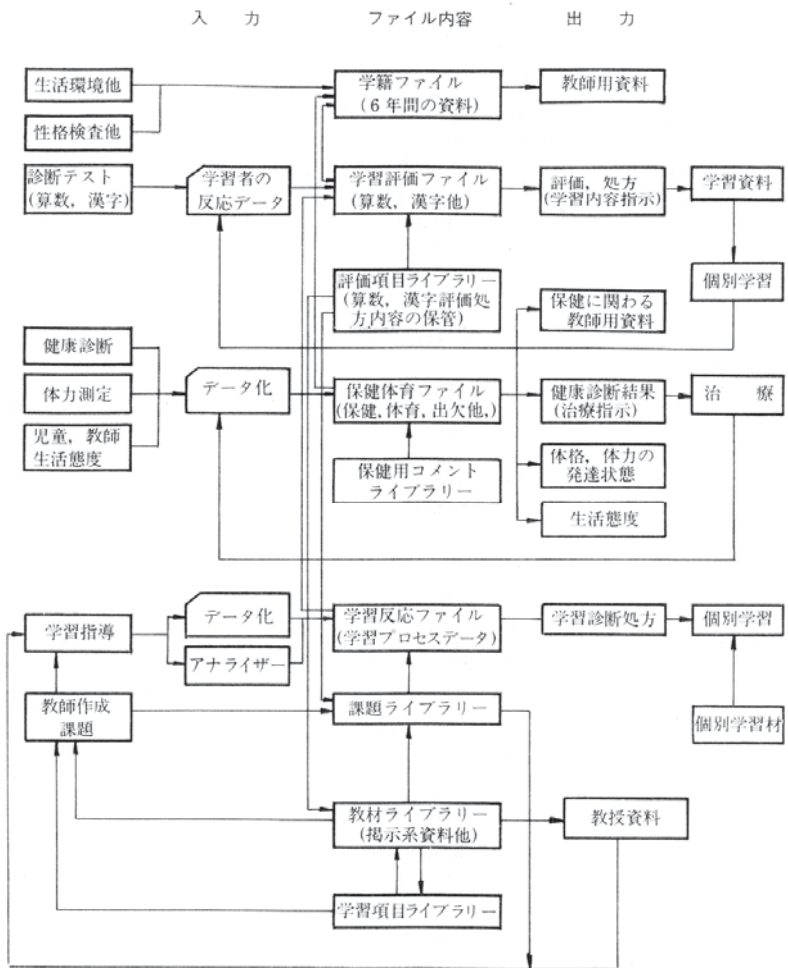 入　力
ファイル内容
出　力
生活環境他
性格検査他
学籍ファイル
(6年間の資料)
教師用資料
診断テスト
(算数，漢字)
学習者の
反応データ
学習評価ファイル
(算数，漢字他)
評価，処方
(学習内容指示)
学習資料
個別学習
評価項目ライブラリー
(算数，漢字評価処
方内容の保管)
保健に関わる
教師用資料
健康診断
体力測定
児童，教師
生活態度
データ化
保健体育ファイル
(保健，体育，出欠他，)
健康診断結果
(治療指示)
治　療
保健用コメント
ライブラリー
体格，体力の
発達状態
生活態度
学習指導
データ化
アナライザー
学習反応ファイル
(学習プロセスデータ)
学習診断処方
個別学習
教師作成
課題
課題ライブラリー
個別学習材
教材ライブラリー
(掲示系資料他)
教授資料
学習項目ライブラリー